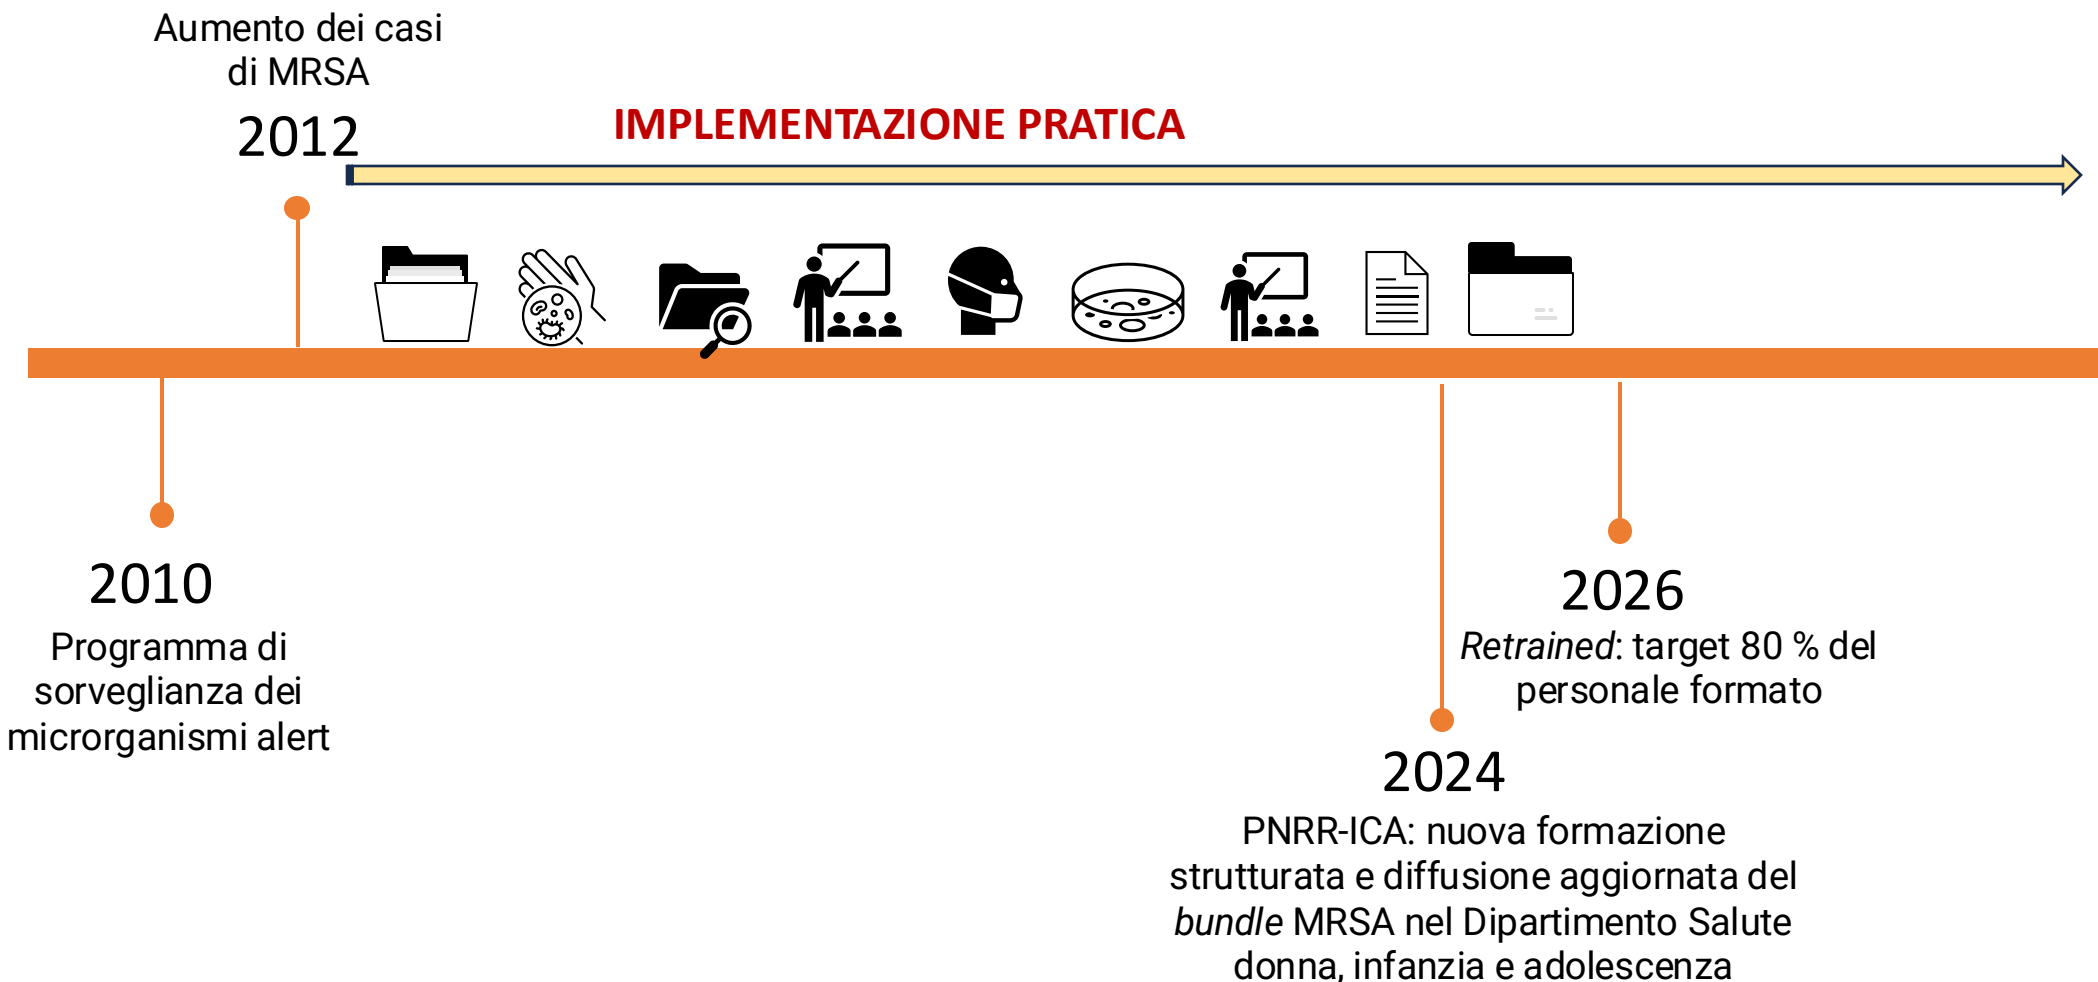 Aumento dei casi
di MRSA
2012
IMPLEMENTAZIONE PRATICA
2010
Programma di
sorveglianza dei
microrganismi alert
2026
Retrained: target 80 % del
personale formato
2024
PNRR-ICA: nuova formazione
strutturata e diffusione aggiornata del
bundle MRSA nel Dipartimento Salute
donna, infanzia e adolescenza